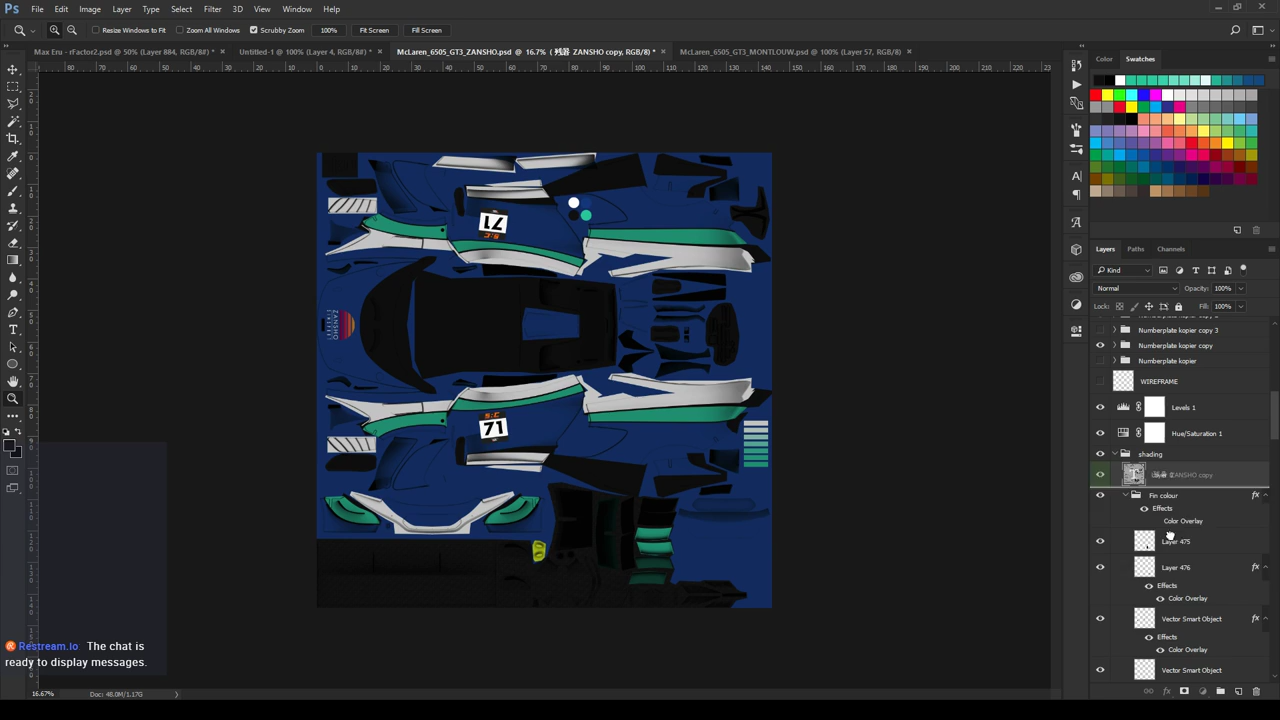 Ps File Edit Image Layer Type Select Filter 3D View Window Help
Resize Windows to Fit Zoom All Windows Scrubby Zoom 100% Fit Screen Fill Screen
Max Eru - rFactor2.psd @ 50% (Layer 884, RGB/8#) * × Untitled-1 @ 100% (Layer 4, RGB/8#) * × McLaren_6505_GT3_ZANSHO.psd @ 16.7% ( 残響 ZANSHO copy, RGB/8) * × McLaren_6505_GT3_MONTLOUW.psd @ 100% (Layer 57, RGB/8) ×
Color Swatches
Layers Paths Channels
Kind
Normal Opacity: 100%
Lock: Fill: 100%
Numberplate kopier copy 3
Numberplate kopier copy
Numberplate kopier
WIREFRAME
Levels 1
Hue/Saturation 1
shading
ZANSHO copy
Fin colour fx
Effects
Color Overlay
Layer 475
Layer 476 fx
Effects
Color Overlay
Vector Smart Object fx
Effects
Color Overlay
Vector Smart Object
71
S:C
ZANSHO
S:C
71
Restream.io: The chat is
ready to display messages.
16.67% Doc: 48.0M/1.17G